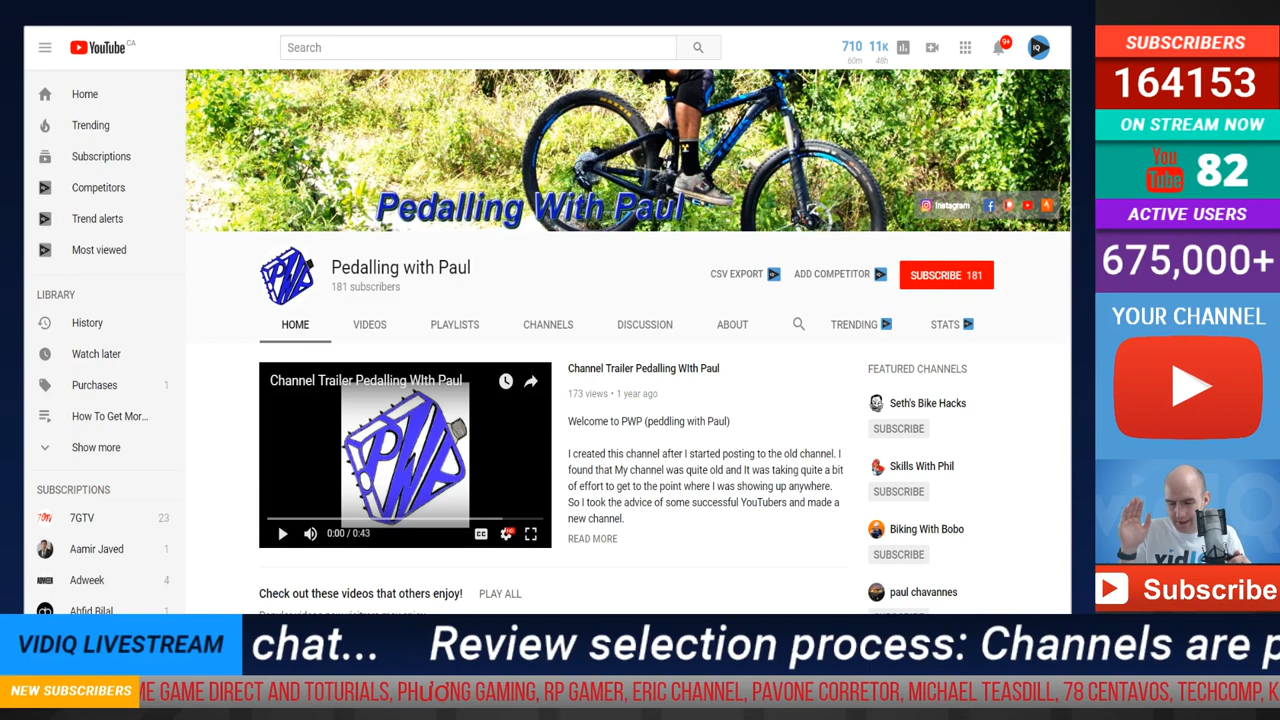 YouTube CA
Search
710 11K
60m 48h
9+
IQ
Home
Trending
Subscriptions
Competitors
Trend alerts
Most viewed
LIBRARY
History
Watch later
Purchases 1
How To Get Mor...
Show more
SUBSCRIPTIONS
7GTV 23
Aamir Javed 1
Adweek 4
Ahfid Bilal
Pedalling With Paul
Instagram
PWP
Pedalling with Paul
181 subscribers
CSV EXPORT
ADD COMPETITOR
SUBSCRIBE 181
HOME
VIDEOS
PLAYLISTS
CHANNELS
DISCUSSION
ABOUT
TRENDING
STATS
Channel Trailer Pedalling WIth Paul
PWP
0:00 / 0:43
Channel Trailer Pedalling WIth Paul
173 views • 1 year ago
Welcome to PWP (peddling with Paul)
I created this channel after I started posting to the old channel. I
found that My channel was quite old and It was taking quite a bit
of effort to get to the point where I was showing up anywhere.
So I took the advice of some successful YouTubers and made a
new channel.
READ MORE
FEATURED CHANNELS
Seth's Bike Hacks
SUBSCRIBE
Skills With Phil
SUBSCRIBE
Biking With Bobo
SUBSCRIBE
paul chavannes
Check out these videos that others enjoy! PLAY ALL
SUBSCRIBERS
164153
ON STREAM NOW
You Tube 82
ACTIVE USERS
675,000+
YOUR CHANNEL
Subscribe
VIDIQ LIVESTREAM
chat... Review selection process: Channels are p
NEW SUBSCRIBERS
ME GAME DIRECT AND TOTURIALS, PHƯƠNG GAMING, RP GAMER, ERIC CHANNEL, PAVONE CORRETOR, MICHAEL TEASDILL, 78 CENTAVOS, TECHCOMP, K